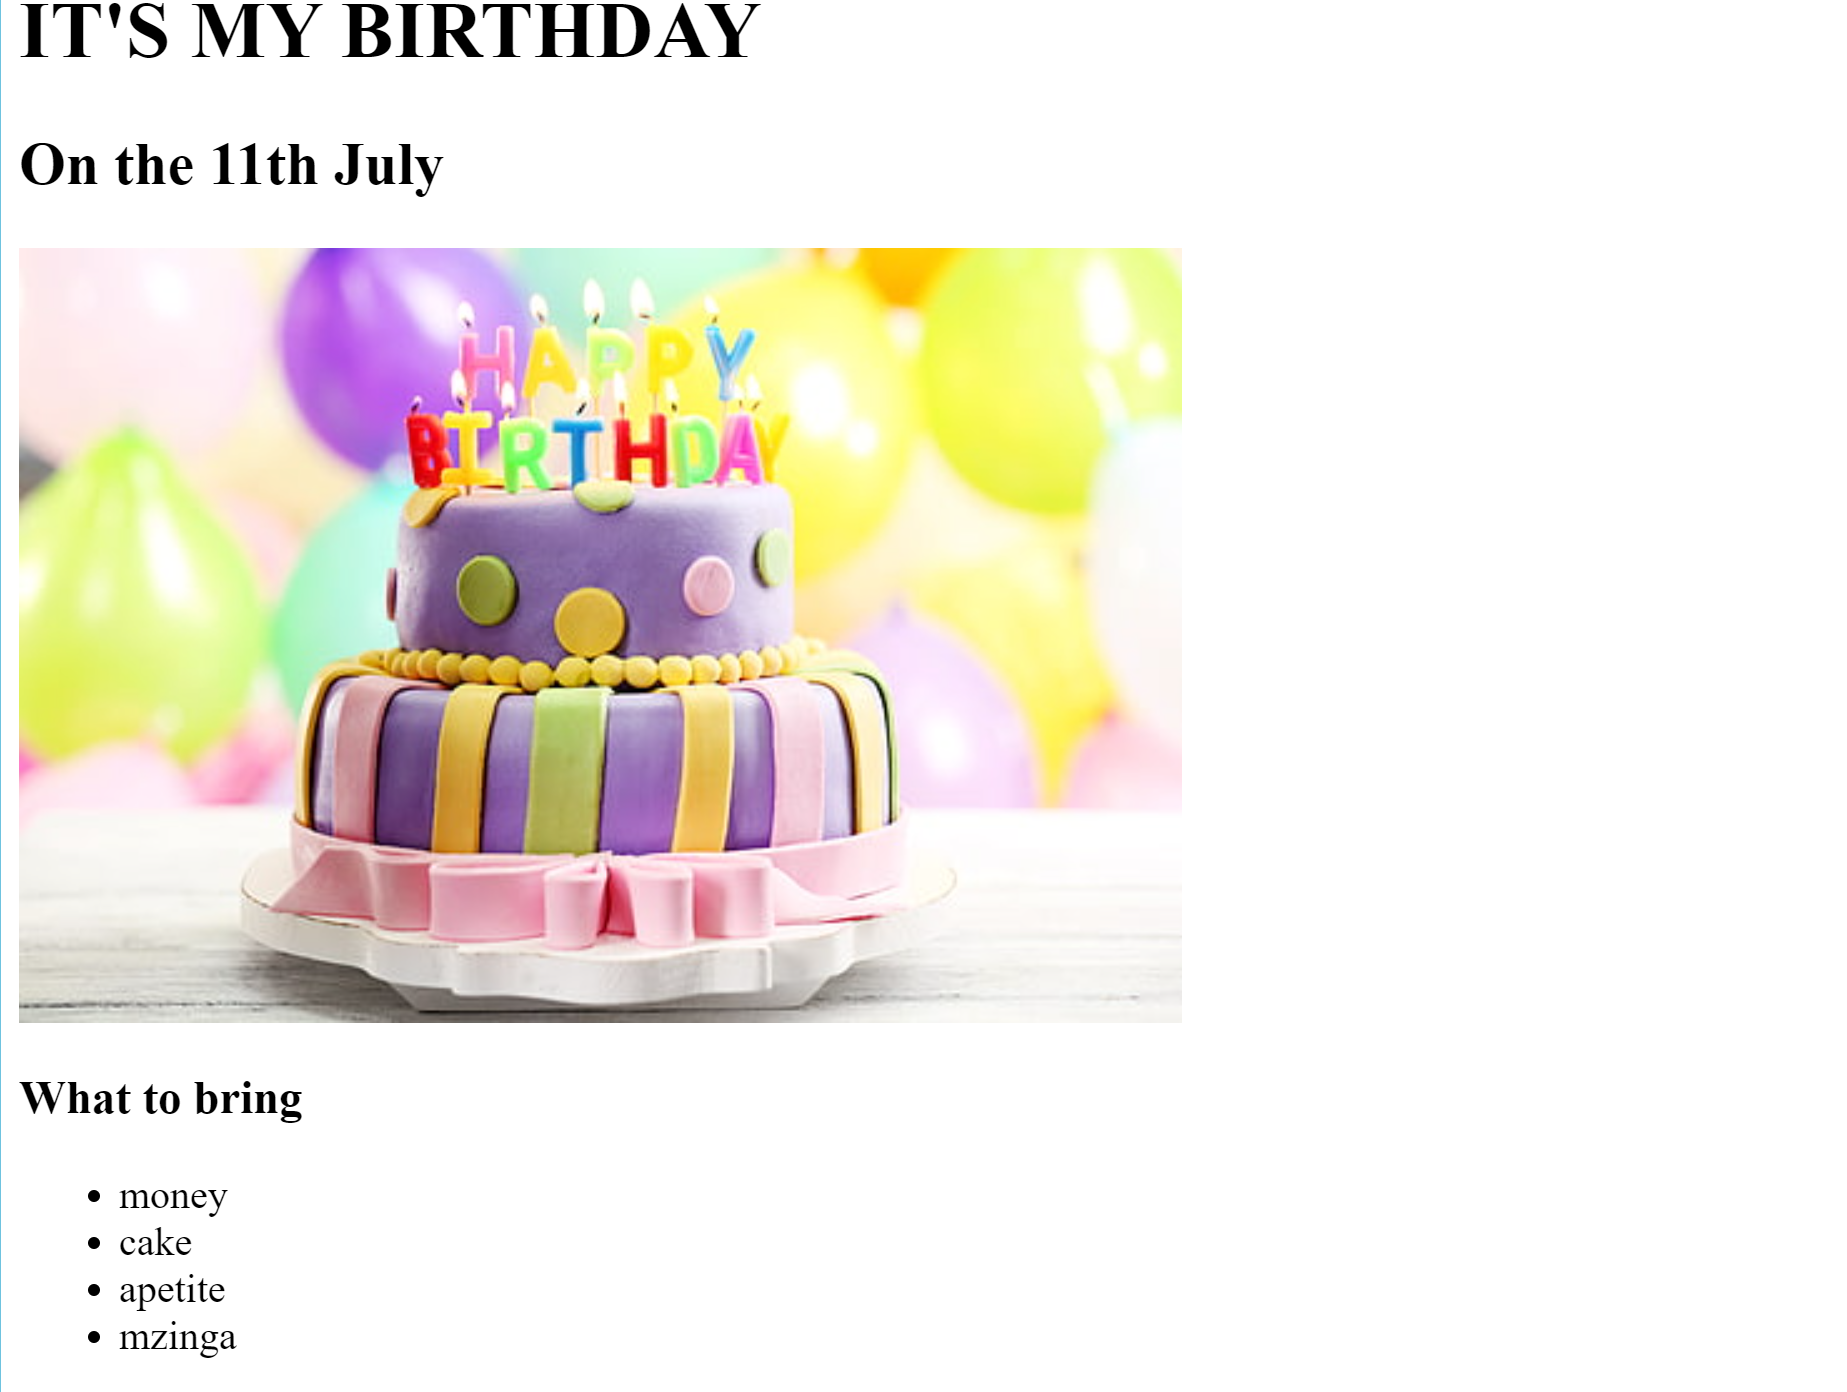 IT'S MY BIRTHDAY
On the 11th July
HAPPY
BIRTHDAY
What to bring
money
cake
apetite
mzinga